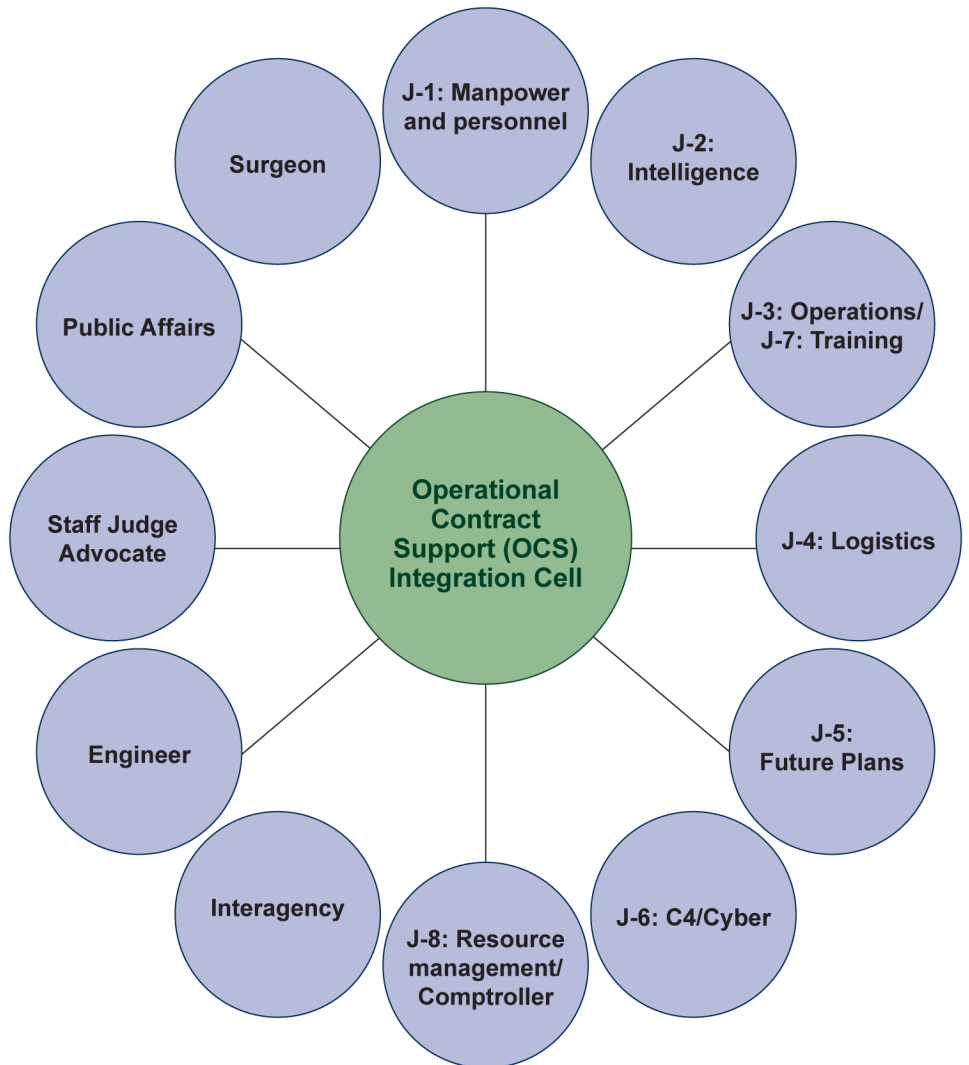 J-1: Manpower
and personnel
J-2:
Intelligence
J-3: Operations/
J-7: Training
J-4: Logistics
J-5:
Future Plans
J-6: C4/Cyber
J-8: Resource
management/
Comptroller
Interagency
Engineer
Staff Judge
Advocate
Public Affairs
Surgeon
Operational
Contract
Support (OCS)
Integration Cell